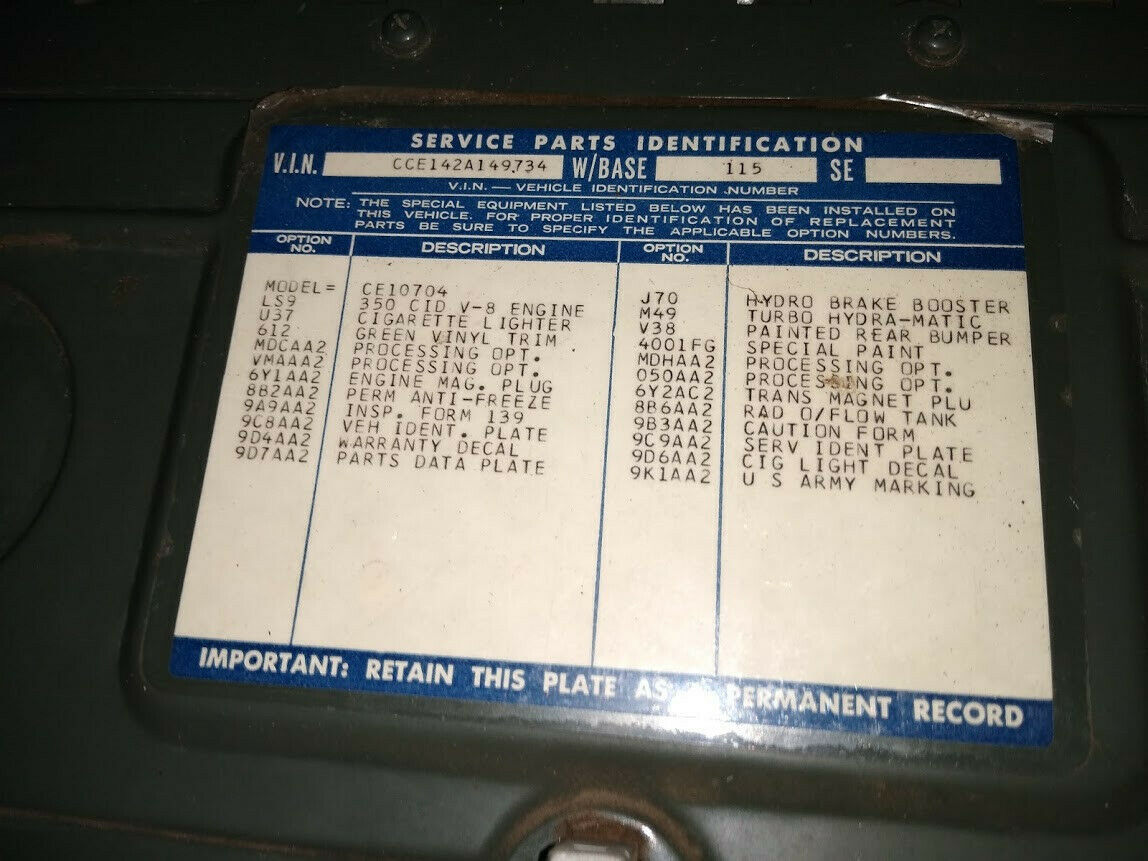 SERVICE PARTS IDENTIFICATION
V.I.N. CCE142A149734 W/BASE 115 SE
V.I.N. — VEHICLE IDENTIFICATION NUMBER
NOTE: THE SPECIAL EQUIPMENT LISTED BELOW HAS BEEN INSTALLED ON
THIS VEHICLE. FOR PROPER IDENTIFICATION OF REPLACEMENT
PARTS BE SURE TO SPECIFY THE APPLICABLE OPTION NUMBERS.
OPTION NO. DESCRIPTION
MODEL= CE10704
LS9 350 CID V-8 ENGINE
U37 CIGARETTE LIGHTER
612 GREEN VINYL TRIM
MDCAA2 PROCESSING OPT.
VMAAA2 PROCESSING OPT.
6Y1AA2 ENGINE MAG. PLUG
8B2AA2 PERM ANTI-FREEZE
9A9AA2 INSP. FORM 139
9C8AA2 VEH IDENT. PLATE
9D4AA2 WARRANTY DECAL
9D7AA2 PARTS DATA PLATE
OPTION NO. DESCRIPTION
J70 HYDRO BRAKE BOOSTER
M49 TURBO HYDRA-MATIC
V38 PAINTED REAR BUMPER
4001FG SPECIAL PAINT
MDHAA2 PROCESSING OPT.
050AA2 PROCESSING OPT.
6Y2AC2 TRANS MAGNET PLU
8B6AA2 RAD O/FLOW TANK
9B3AA2 CAUTION FORM
9C9AA2 SERV IDENT PLATE
9D6AA2 CIG LIGHT DECAL
9K1AA2 U S ARMY MARKING
IMPORTANT: RETAIN THIS PLATE AS A PERMANENT RECORD